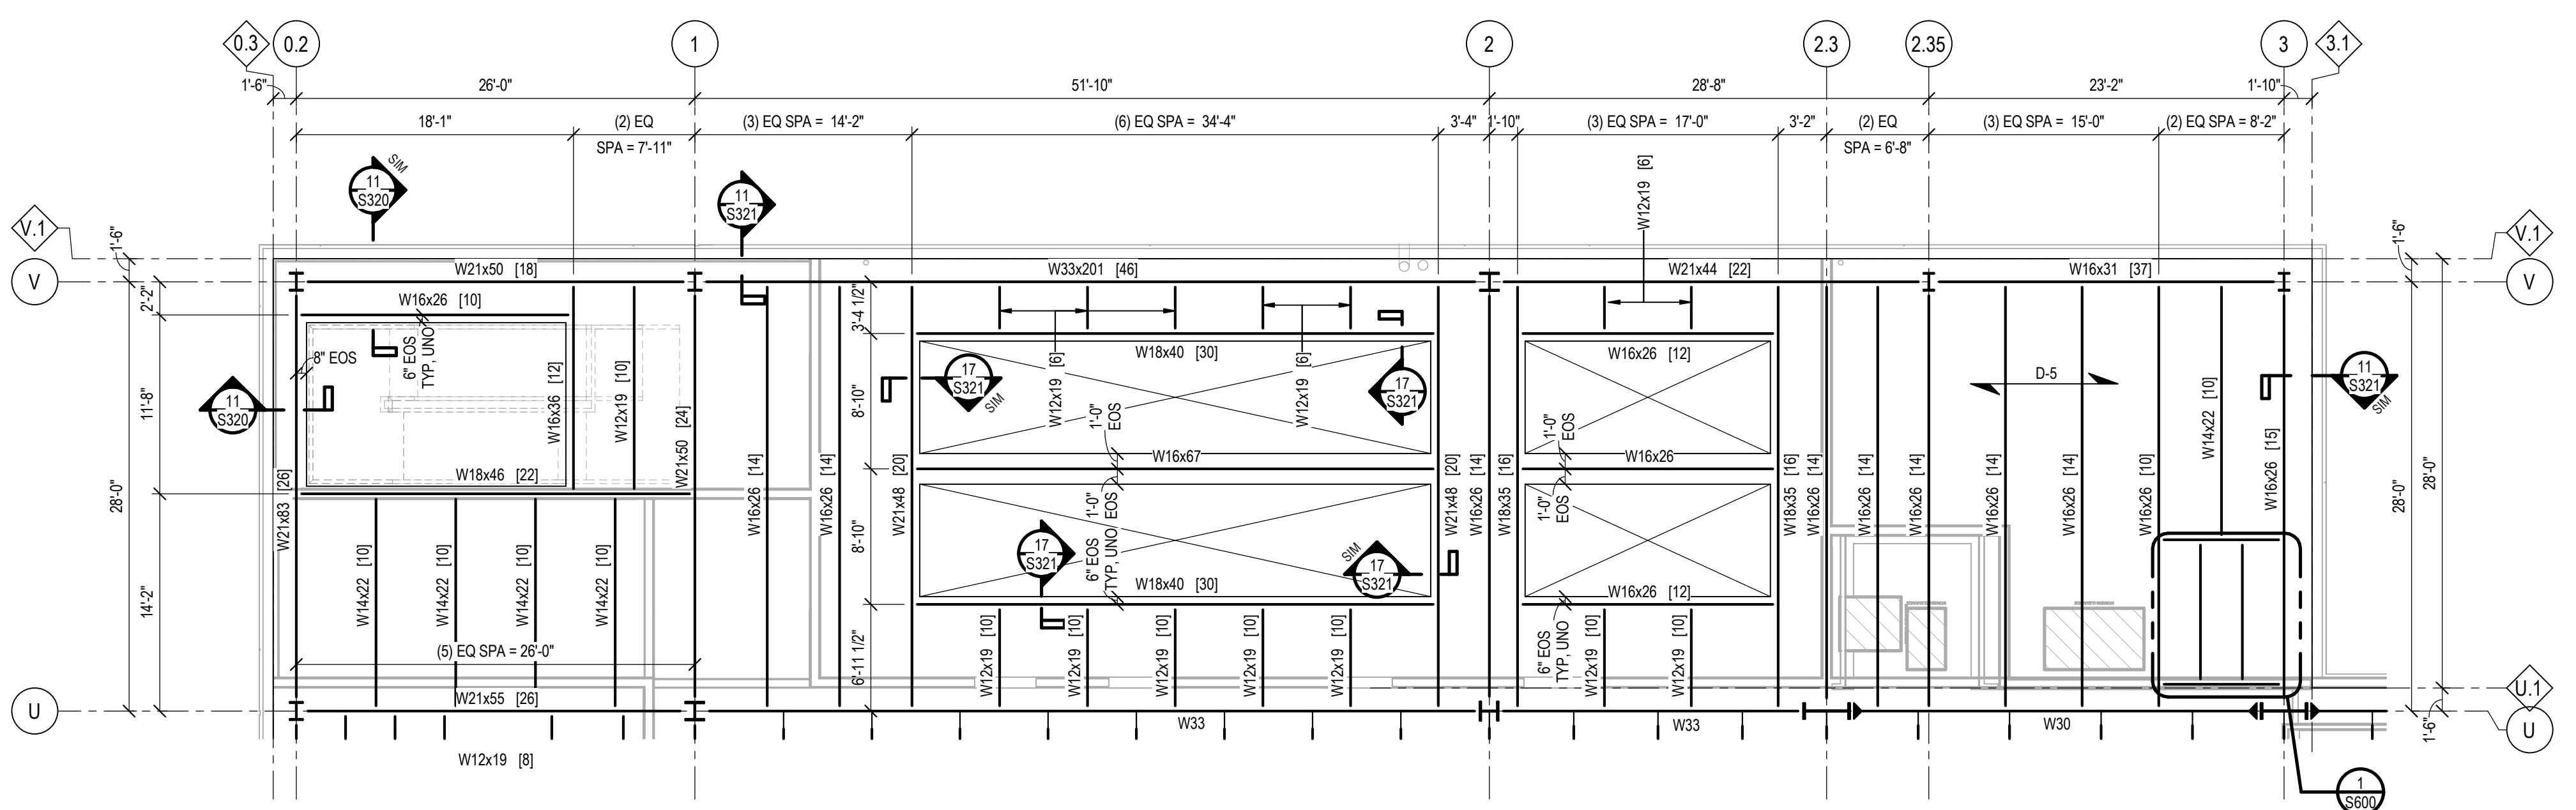 0.3
0.2
1
2
2.3
2.35
3
3.1
1'-6"
26'-0"
51'-10"
28'-8"
23'-2"
1'-10"
18'-1"
(2) EQ
SPA = 7'-11"
(3) EQ SPA = 14'-2"
(6) EQ SPA = 34'-4"
3'-4"
1'-10"
(3) EQ SPA = 17'-0"
3'-2"
(2) EQ
SPA = 6'-8"
(3) EQ SPA = 15'-0"
(2) EQ SPA = 8'-2"
11
S320
SIM
11
S321
W12x19 [6]
V.1
1'-6"
V
V.1
1'-6"
V
W21x50 [18]
W33x201 [46]
W21x44 [22]
W16x31 [37]
2'-2"
W16x26 [10]
3'-4 1/2"
8" EOS
6" EOS
TYP, UNO
W18x40 [30]
W16x26 [12]
11
S320
11'-8"
W16x36 [12]
W12x19 [10]
W21x50 [24]
8'-10"
17
S321
SIM
W12x19 [6]
W12x19 [6]
17
S321
D-5
W14x22 [10]
11
S321
SIM
1'-0"
EOS
1'-0"
EOS
W18x46 [22]
W16x67
W16x26
W21x83 [26]
W16x26 [14]
W16x26 [14]
W21x48 [20]
W21x48 [20]
W16x26 [14]
W18x35 [16]
W18x35 [16]
W16x26 [14]
W16x26 [14]
W16x26 [14]
W16x26 [14]
W16x26 [14]
W16x26 [10]
W16x26 [15]
28'-0"
28'-0"
28'-0"
1'-0"
EOS
1'-0"
EOS
14'-2"
W14x22 [10]
W14x22 [10]
W14x22 [10]
W14x22 [10]
8'-10"
17
S321
6" EOS
TYP, UNO
W18x40 [30]
SIM
17
S321
W16x26 [12]
(5) EQ SPA = 26'-0"
6'-11 1/2"
W12x19 [10]
W12x19 [10]
W12x19 [10]
W12x19 [10]
W12x19 [10]
6" EOS
TYP, UNO
W12x19 [10]
W12x19 [10]
U
W21x55 [26]
W33
W33
W30
U.1
1'-6"
U
W12x19 [8]
1
S600